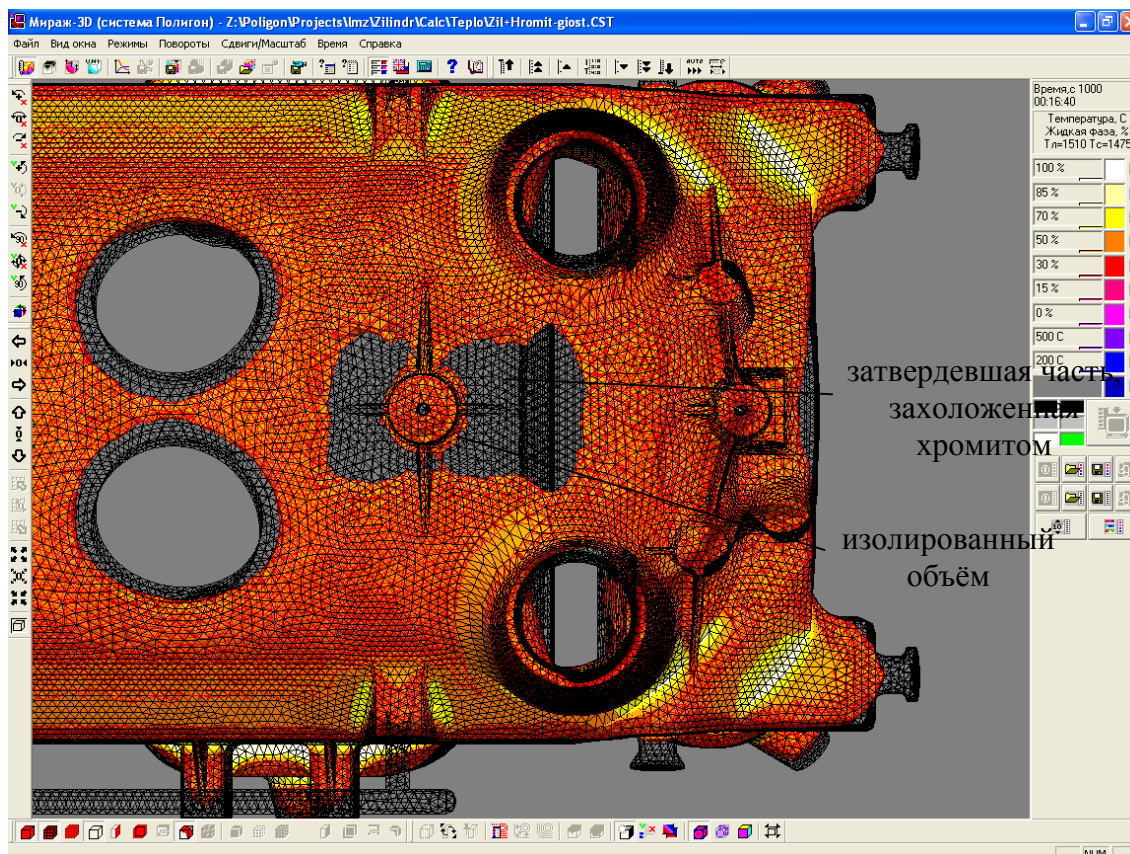 Мираж-3D (система Полигон) - Z:\Poligon\Projects\lmz\Zilindr\Calc\Teplo\Zil+Hromit-giost.CST
Файл Вид окна Режимы Повороты Сдвиги/Масштаб Время Справка
AUTO
Время,с 1000
00:16:40
Температура, С
Жидкая фаза, %
Тл=1510 Тс=1475
100 %
85 %
70 %
50 %
30 %
15 %
0 %
500 C
200 C
затвердевшая часть,
захоложенная
хромитом
изолированный
объём
NUM